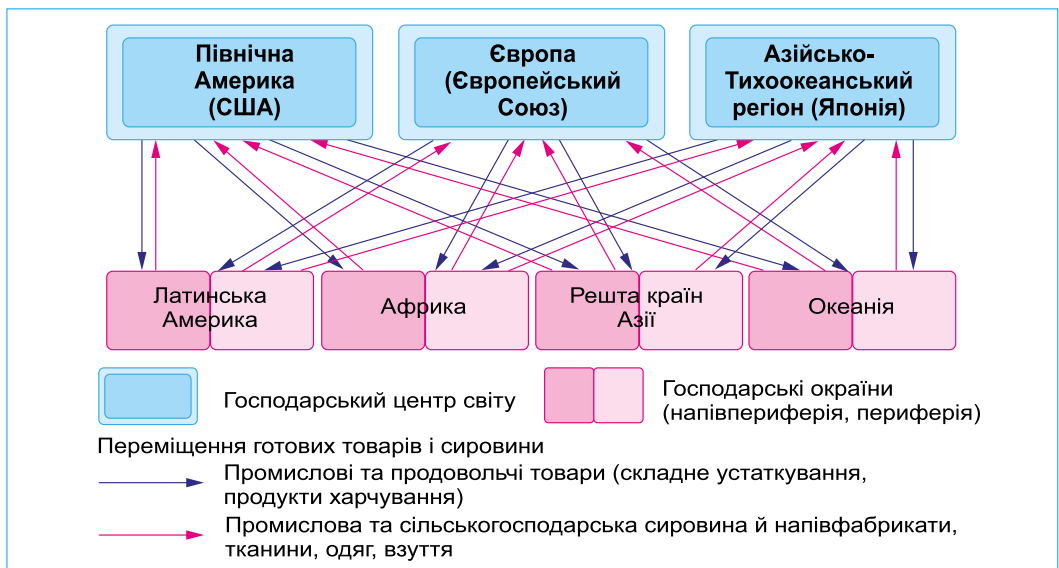 Північна
Америка
(США)
Європа
(Європейський
Союз)
Азійсько-
Тихоокеанський
регіон (Японія)
Латинська
Америка
Африка
Решта країн
Азії
Океанія
Господарський центр світу
Господарські окраїни
(напівпериферія, периферія)
Переміщення готових товарів і сировини
Промислові та продовольчі товари (складне устаткування,
продукти харчування)
Промислова та сільськогосподарська сировина й напівфабрикати,
тканини, одяг, взуття